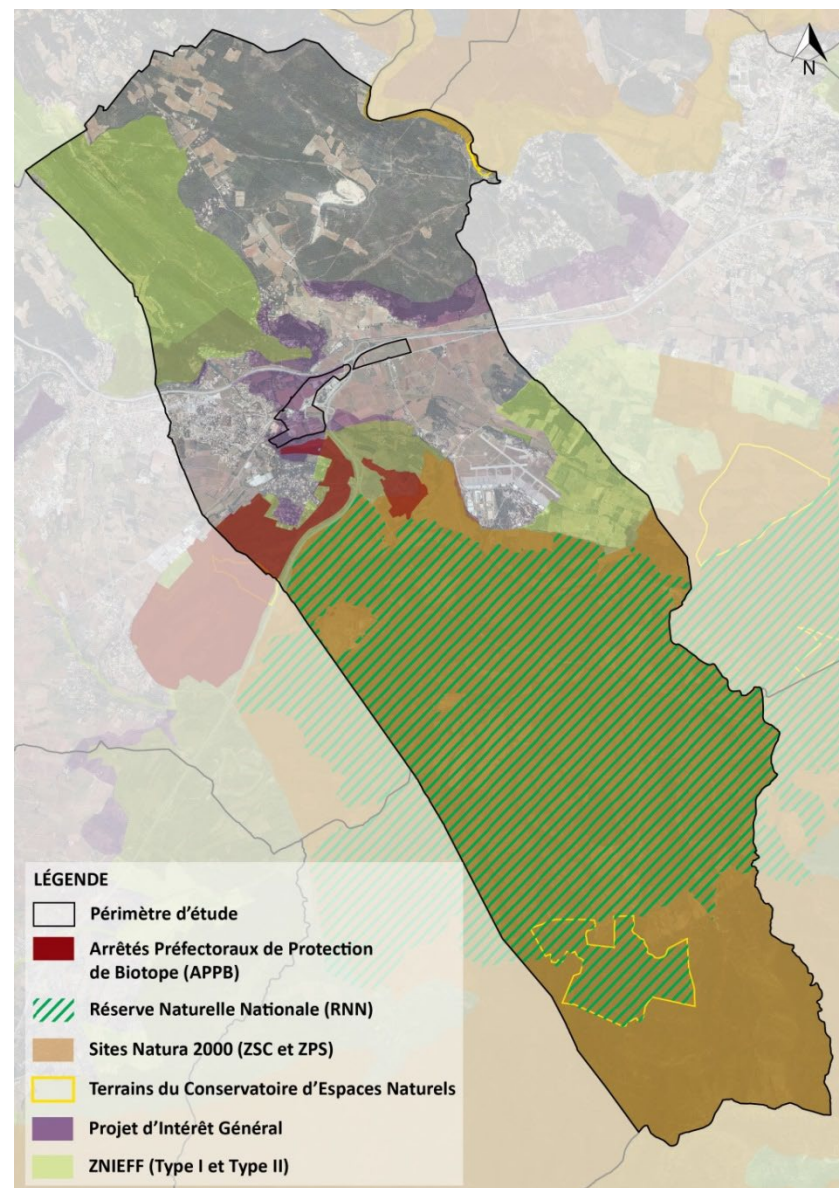 N
LÉGENDE
Périmètre d'étude
Arrêtés Préfectoraux de Protection
de Biotope (APPB)
Réserve Naturelle Nationale (RNN)
Sites Natura 2000 (ZSC et ZPS)
Terrains du Conservatoire d'Espaces Naturels
Projet d'Intérêt Général
ZNIEFF (Type I et Type II)